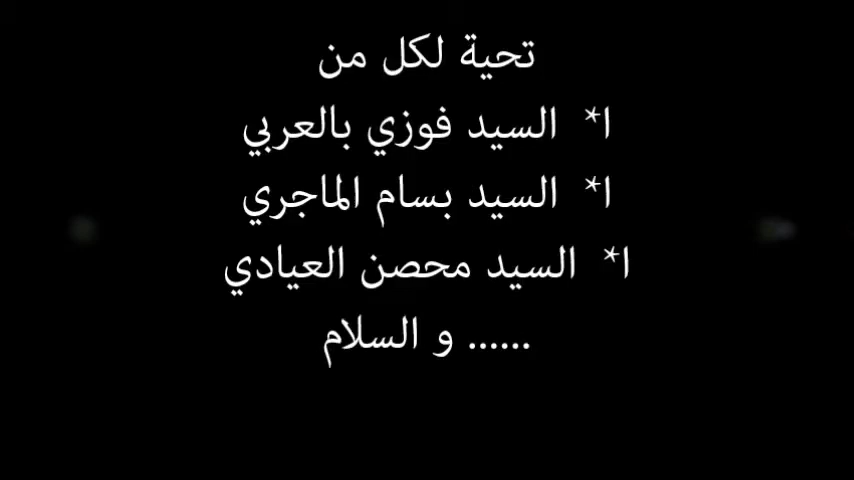 تحية لكل من
ا* السيد فوزي بالعربي
ا* السيد بسام الماجري
ا* السيد محصن العيادي
...... و السلام